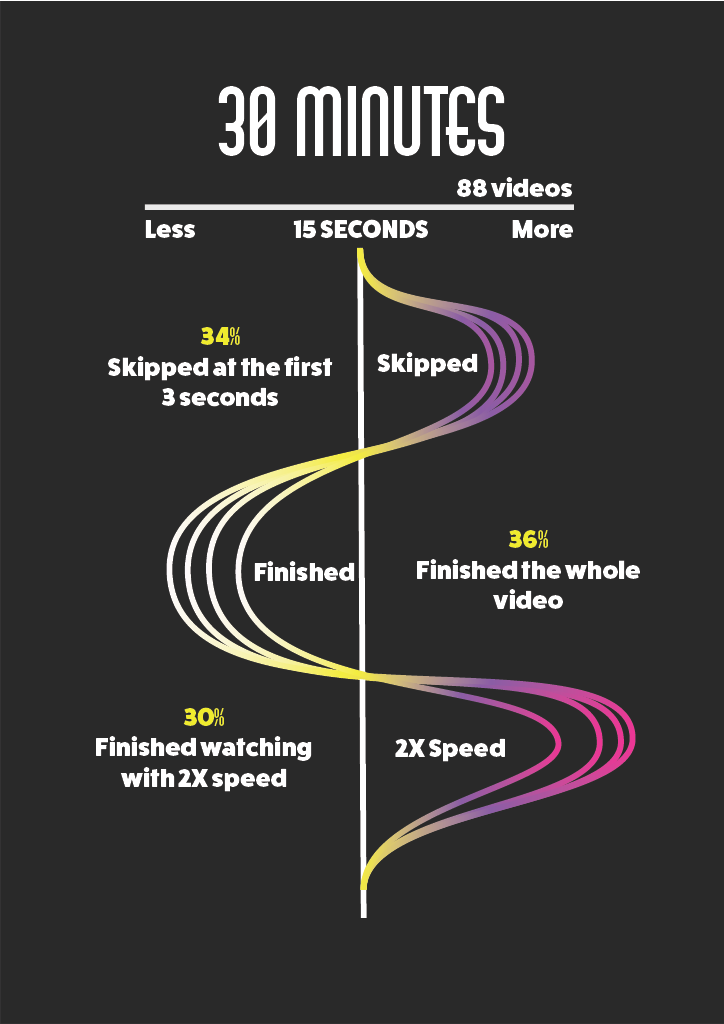 30 MINUTES
88 videos
Less 15 SECONDS More
34%
Skipped at the first
3 seconds
Skipped
Finished
36%
Finished the whole
video
30%
Finished watching
with 2X speed
2X Speed